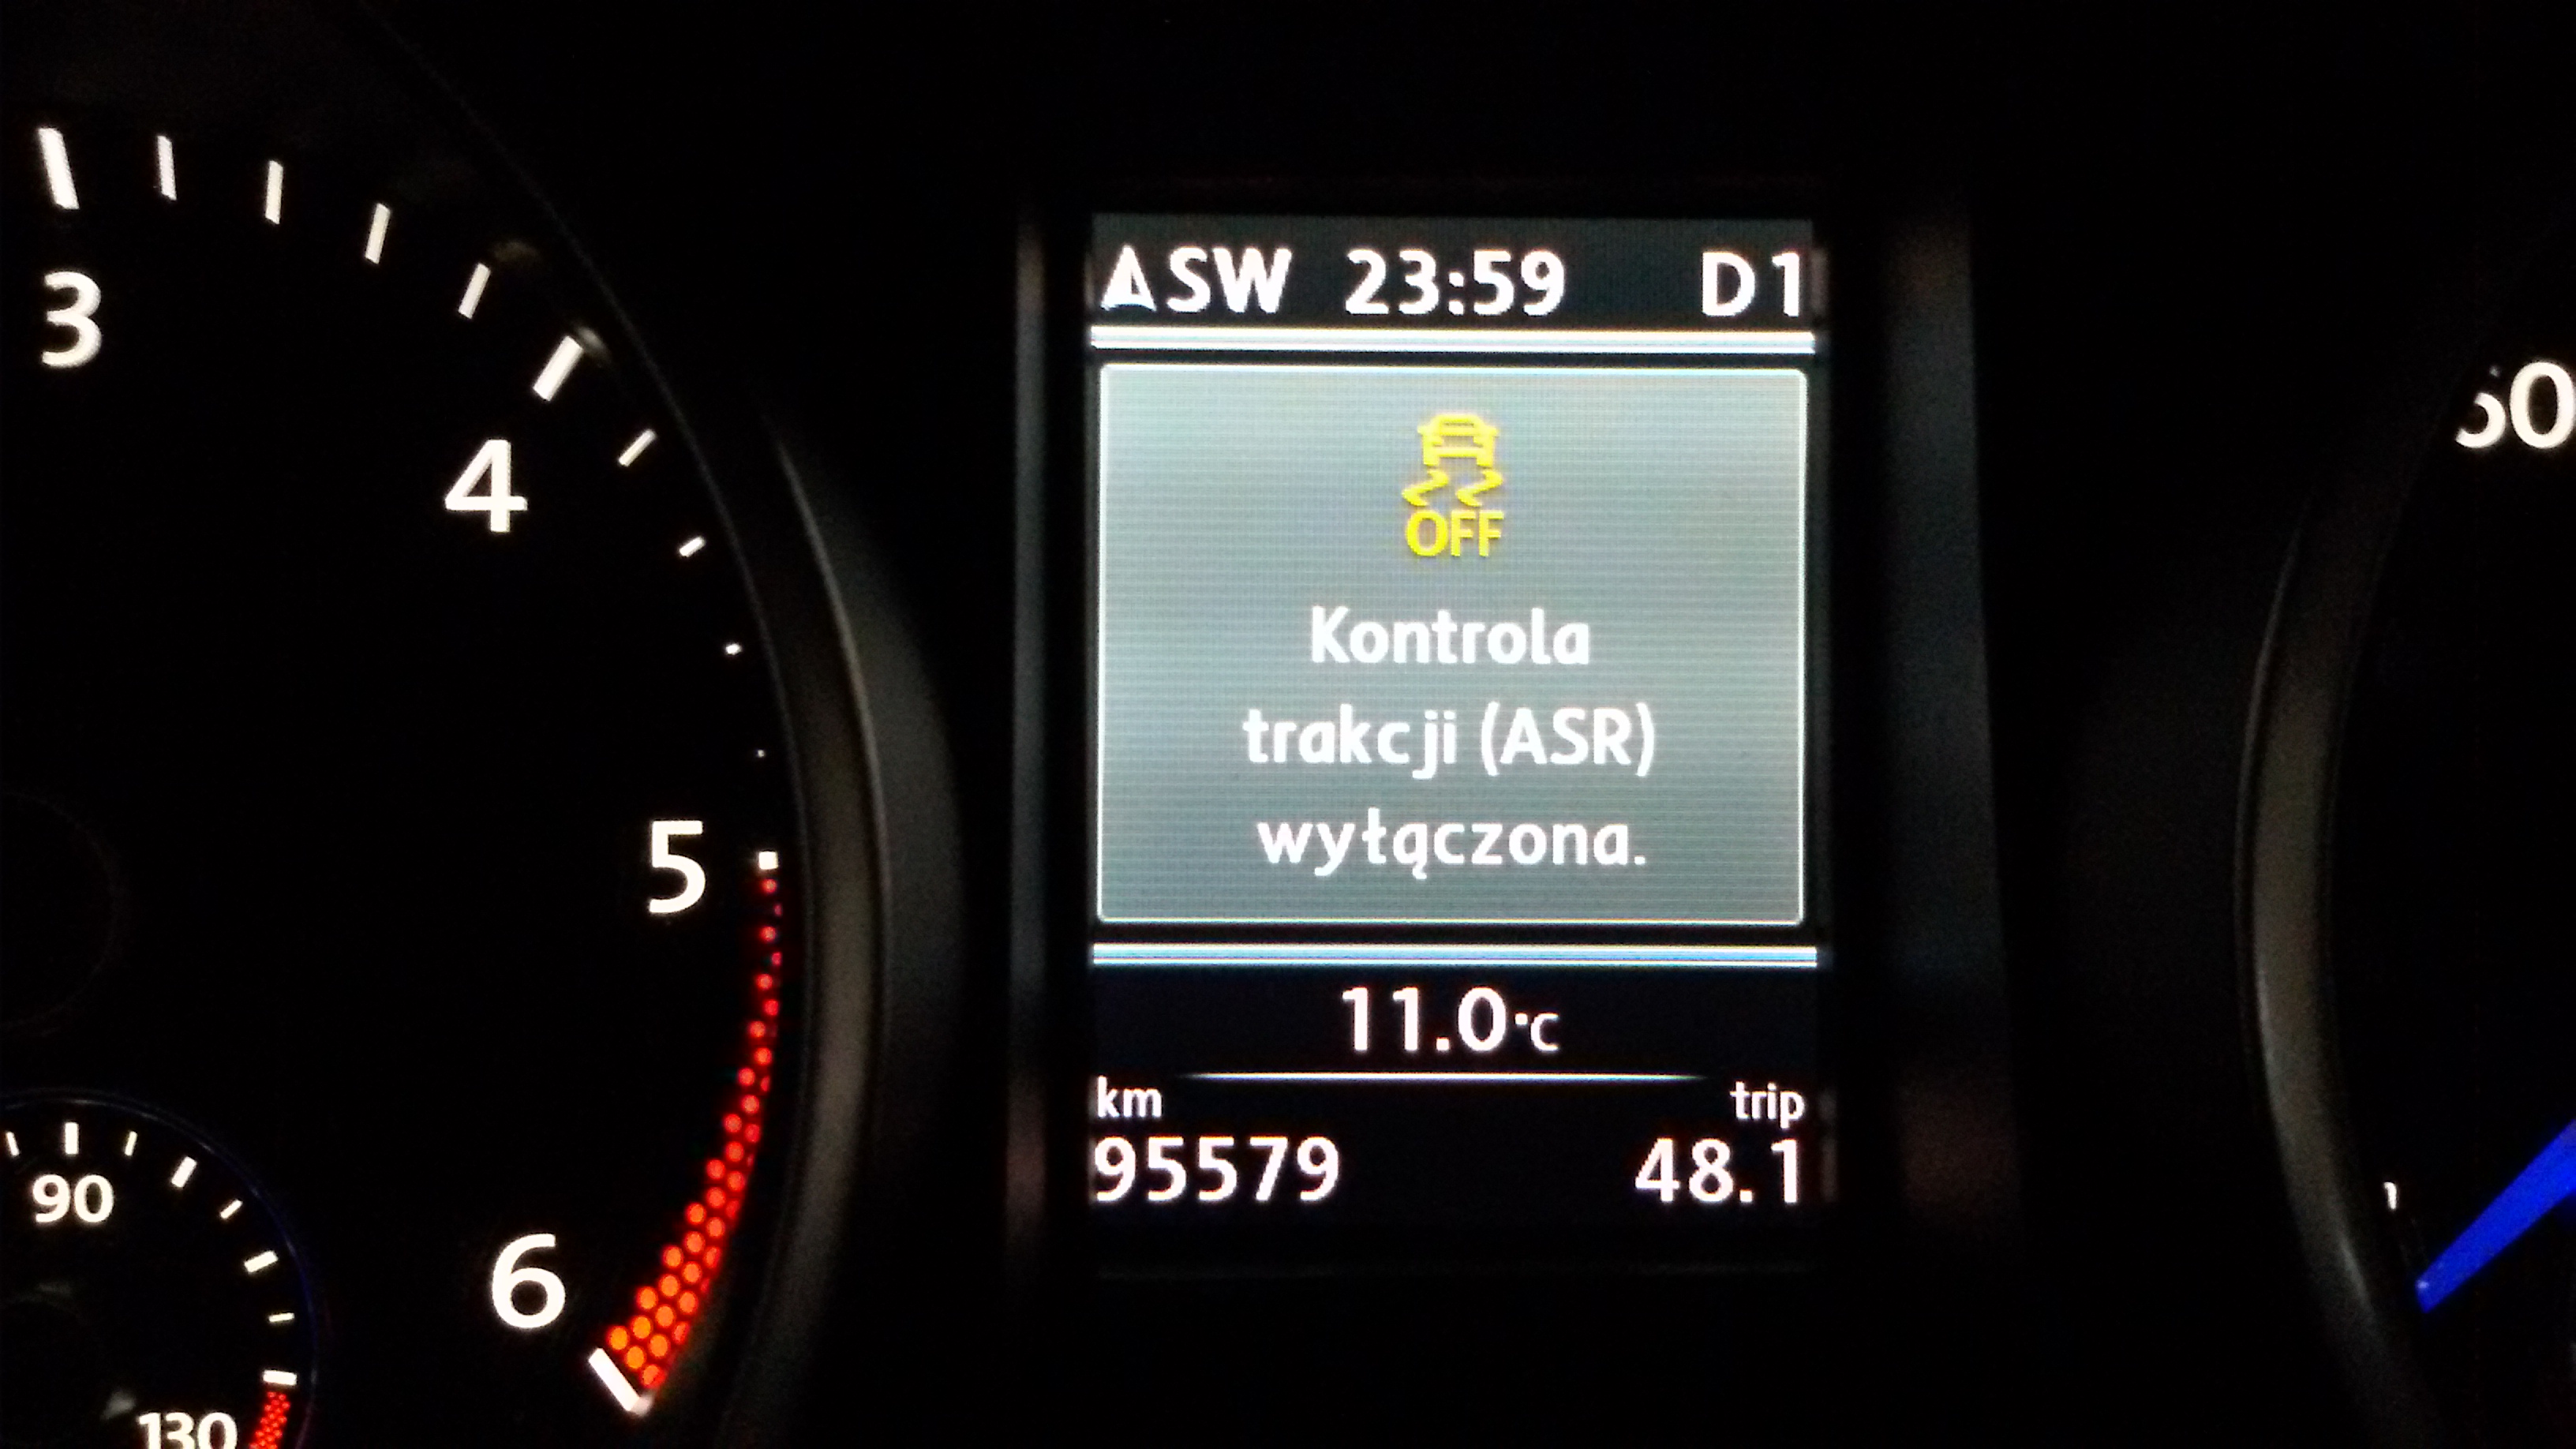 3
4
5
6
90
130
ASW 23:59 D1
OFF
Kontrola
trakcji (ASR)
wyłączona.
11.0°C
km trip
95579 48.1